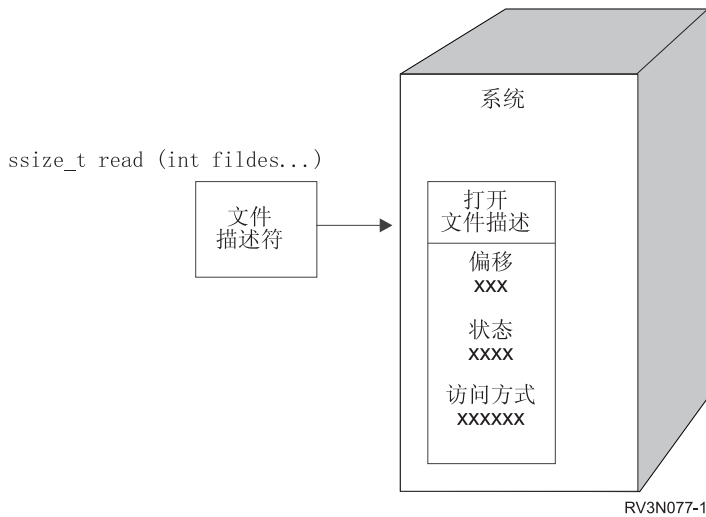 系统
ssize_t read (int fildes...)
文件
描述符
打开
文件描述
偏移
xxx
状态
xxxx
访问方式
xxxxxx
RV3N077-1